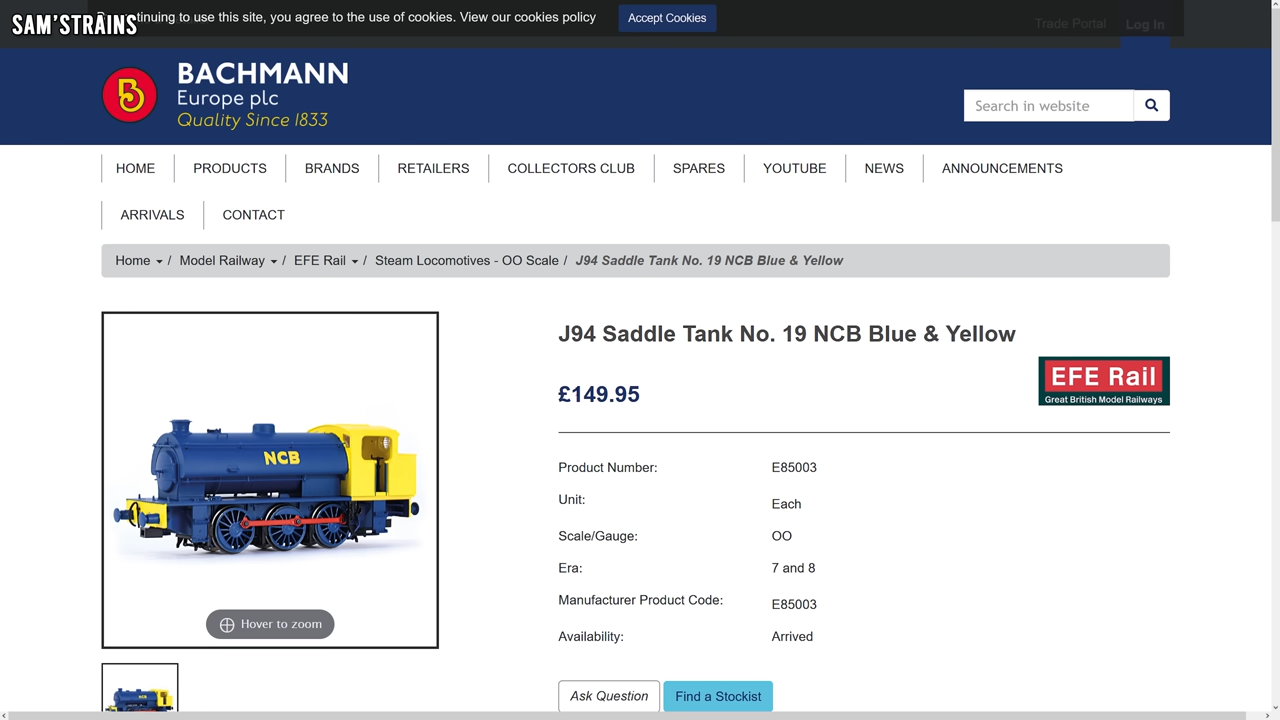 SAM'STRAINS
tinuing to use this site, you agree to the use of cookies. View our cookies policy
Accept Cookies
Trade Portal
Log In
BACHMANN
Europe plc
Quality Since 1833
Search in website
HOME
PRODUCTS
BRANDS
RETAILERS
COLLECTORS CLUB
SPARES
YOUTUBE
NEWS
ANNOUNCEMENTS
ARRIVALS
CONTACT
Home / Model Railway / EFE Rail / Steam Locomotives - OO Scale / J94 Saddle Tank No. 19 NCB Blue & Yellow
NCB
Hover to zoom
NCB
J94 Saddle Tank No. 19 NCB Blue & Yellow
£149.95
EFE Rail
Great British Model Railways
Product Number: E85003
Unit: Each
Scale/Gauge: OO
Era: 7 and 8
Manufacturer Product Code: E85003
Availability: Arrived
Ask Question
Find a Stockist